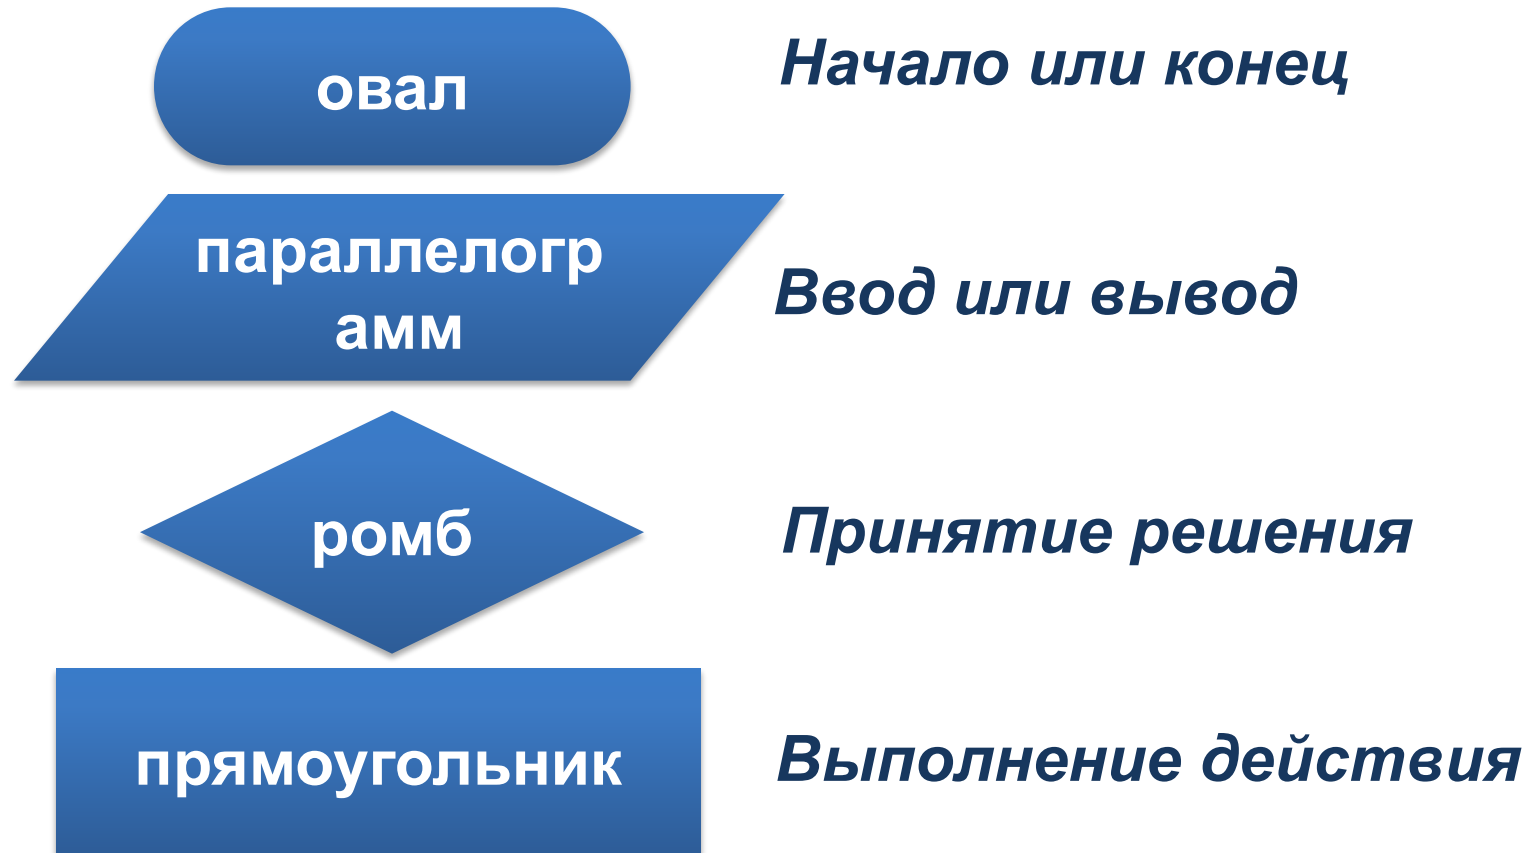 овал
Начало или конец
параллелогр
амм
Ввод или вывод
ромб
Принятие решения
прямоугольник
Выполнение действия